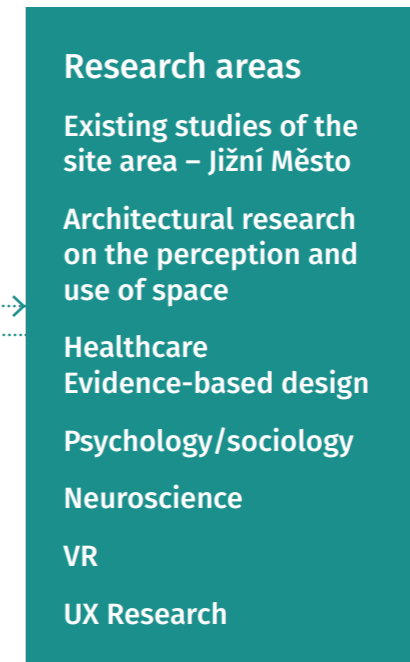 Research areas
Existing studies of the
site area – Jižní Město
Architectural research
on the perception and
use of space
Healthcare
Evidence-based design
Psychology/sociology
Neuroscience
VR
UX Research